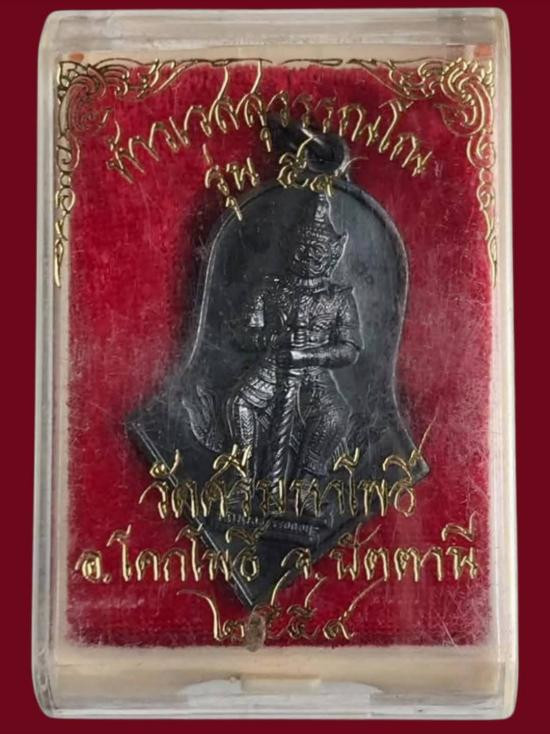 ท้าวเวสสุวรรณโณ
รุ่น ๕๙
วัดศรีมหาโพธิ์
อ.โคกโพธิ์ จ.ปัตตานี
๒๕๕๙